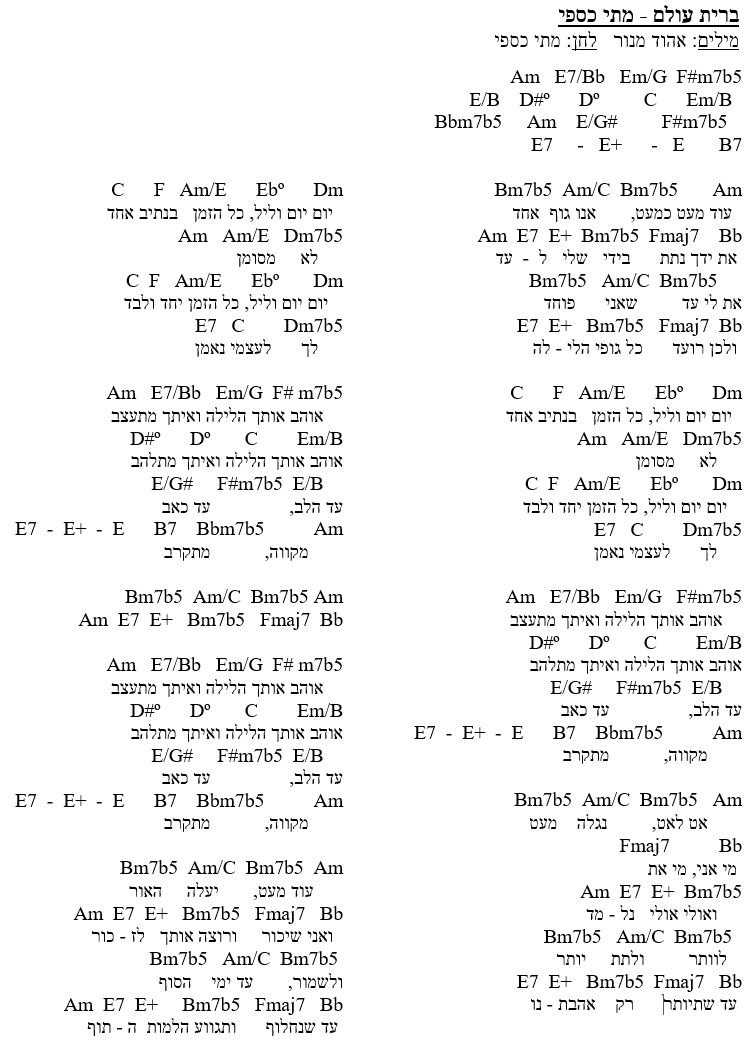 ברית עולם - מתי כספי
מילים: אהוד מנור   לחן: מתי כספי
Am   E7/Bb   Em/G  F#m7b5
E/B    D#º      Dº         C      Em/B
Bbm7b5     Am    E/G#         F#m7b5
E7     -   E+      -  E       B7
Bm7b5  Am/C  Bm7b5       Am
עוד מעט כמעט,       אנו גוף  אחד
Am  E7  E+  Bm7b5  Fmaj7    Bb
את ידך נתת     בידי   שלי   ל  -  עד
Bm7b5    Am/C  Bm7b5
את לי עד        שאני     פוחד
E7  E+   Bm7b5   Fmaj7  Bb
ולכן רועד      כל גופי הלי - לה
C      F   Am/E      Ebº      Dm
יום יום וליל, כל הזמן   בנתיב אחד
Am   Am/E   Dm7b5
לא     מסומן
C  F   Am/E      Ebº      Dm
יום יום וליל, כל הזמן יחד ולבד
E7   C        Dm7b5
לך      לעצמי נאמן
Am   E7/Bb   Em/G   F#m7b5
אוהב אותך הלילה ואיתך מתעצב
D#º     Dº       C        Em/B
אוהב אותך הלילה ואיתך מתלהב
E/G#     F#m7b5  E/B
עד הלב,            עד כאב
E7  -  E+  -  E      B7   Bbm7b5          Am
מקווה,          מתקרב
Bm7b5  Am/C  Bm7b5   Am
אט לאט,        נגלה    מעט
Fmaj7          Bb
מי אני, מי את
Am  E7  E+  Bm7b5
ואולי אולי   נל - מד
Bm7b5    Am/C  Bm7b5
לוותר       ולתת    יותר
E7  E+   Bm7b5  Fmaj7  Bb
עד שתיוותר      רק    אהבת - נו
C      F   Am/E      Ebº      Dm
יום יום וליל, כל הזמן   בנתיב אחד
Am   Am/E   Dm7b5
לא     מסומן
C  F   Am/E      Ebº      Dm
יום יום וליל, כל הזמן יחד ולבד
E7   C        Dm7b5
לך      לעצמי נאמן
Am   E7/Bb   Em/G  F# m7b5
אוהב אותך הלילה ואיתך מתעצב
D#º     Dº       C        Em/B
אוהב אותך הלילה ואיתך מתלהב
E/G#     F#m7b5  E/B
עד הלב,            עד כאב
E7  -  E+  -  E      B7    Bbm7b5          Am
מקווה,          מתקרב
Bm7b5  Am/C  Bm7b5 Am
Am  E7  E+   Bm7b5   Fmaj7  Bb
Am   E7/Bb   Em/G  F# m7b5
אוהב אותך הלילה ואיתך מתעצב
D#º     Dº       C        Em/B
אוהב אותך הלילה ואיתך מתלהב
E/G#     F#m7b5  E/B
עד הלב,            עד כאב
E7  -  E+  -  E      B7    Bbm7b5          Am
מקווה,          מתקרב
Bm7b5  Am/C  Bm7b5  Am
עוד מעט,       יעלה     האור
Am  E7  E+   Bm7b5   Fmaj7   Bb
ואני שיכור    ורוצה אותך   לז - כור
Bm7b5    Am/C  Bm7b5
ולשמור,       עד ימי   הסוף
Am  E7  E+     Bm7b5   Fmaj7  Bb
עד שנחלוף     ותגווע הלמות  ה - תוף